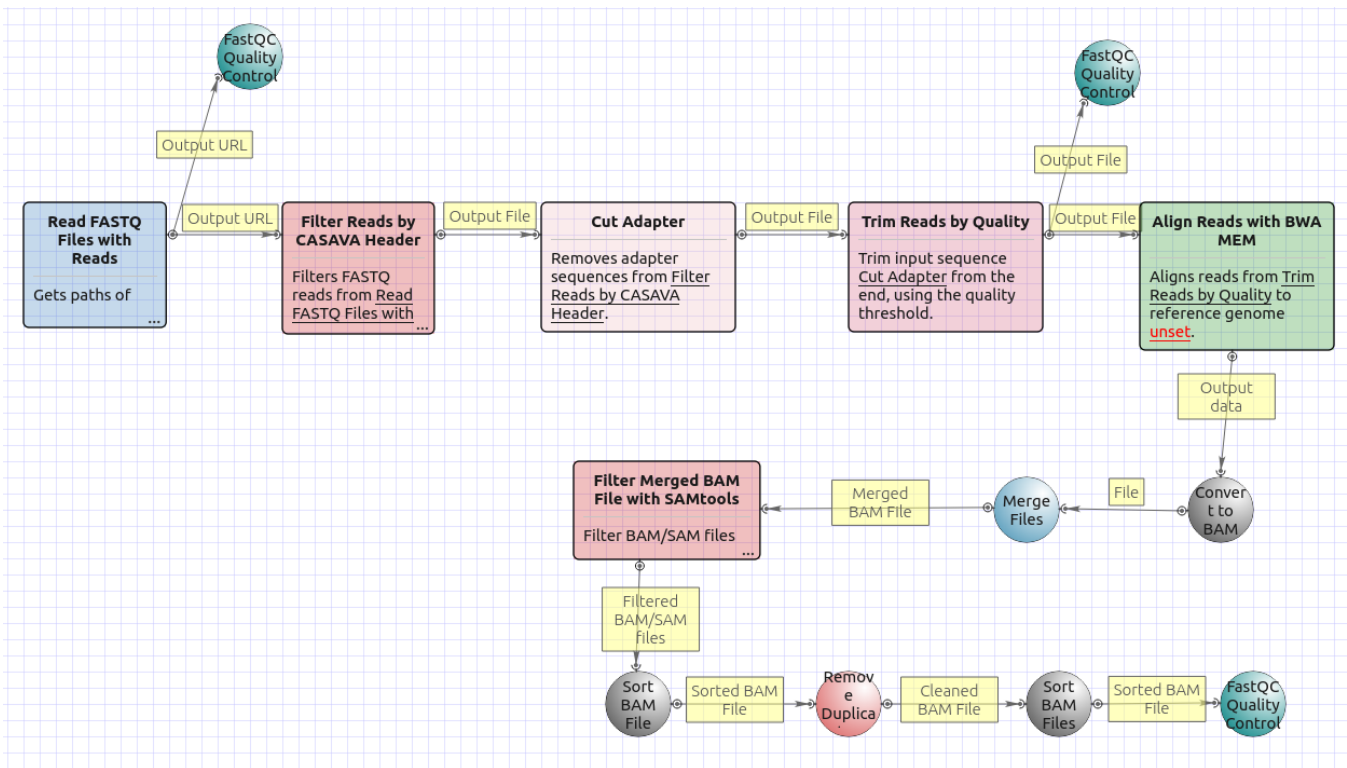 FastQC
Quality
Control
FastQC
Quality
Control
Output URL
Output File
Read FASTQ
Files with
Reads
Gets paths of
...
Output URL
Filter Reads by
CASAVA Header
Filters FASTQ
reads from Read
FASTQ Files with
...
Output File
Cut Adapter
Removes adapter
sequences from Filter
Reads by CASAVA
Header.
Output File
Trim Reads by Quality
Trim input sequence
Cut Adapter from the
end, using the quality
threshold.
Output File
Align Reads with BWA
MEM
Aligns reads from Trim
Reads by Quality to
reference genome
unset.
Output
data
Conver
t to
BAM
File
Merge
Files
Merged
BAM File
Filter Merged BAM
File with SAMtools
Filter BAM/SAM files
...
Filtered
BAM/SAM
files
Sort
BAM
File
Sorted BAM
File
Remov
e
Duplica
Cleaned
BAM File
Sort
BAM
Files
Sorted BAM
File
FastQC
Quality
Control